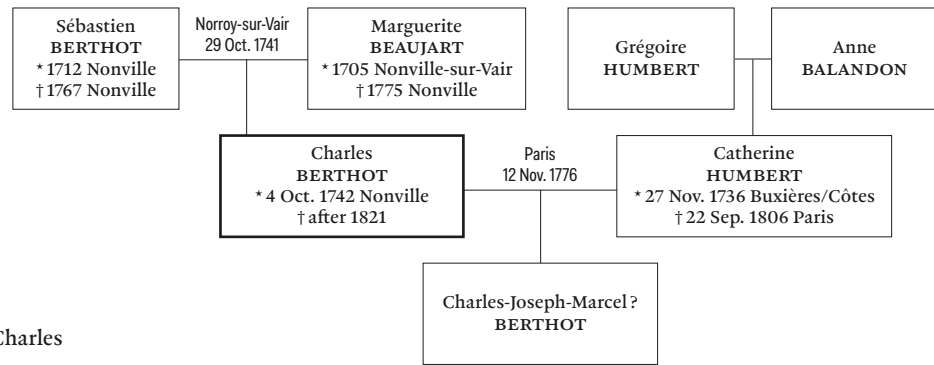 Sébastien
BERTHOT
* 1712 Nonville
† 1767 Nonville
Norroy-sur-Vair
29 Oct. 1741
Marguerite
BEAUJART
* 1705 Nonville-sur-Vair
† 1775 Nonville
Grégoire
HUMBERT
Anne
BALANDON
Charles
BERTHOT
* 4 Oct. 1742 Nonville
† after 1821
Paris
12 Nov. 1776
Catherine
HUMBERT
* 27 Nov. 1736 Buxières/Côtes
† 22 Sep. 1806 Paris
Charles-Joseph-Marcel ?
BERTHOT
Charles